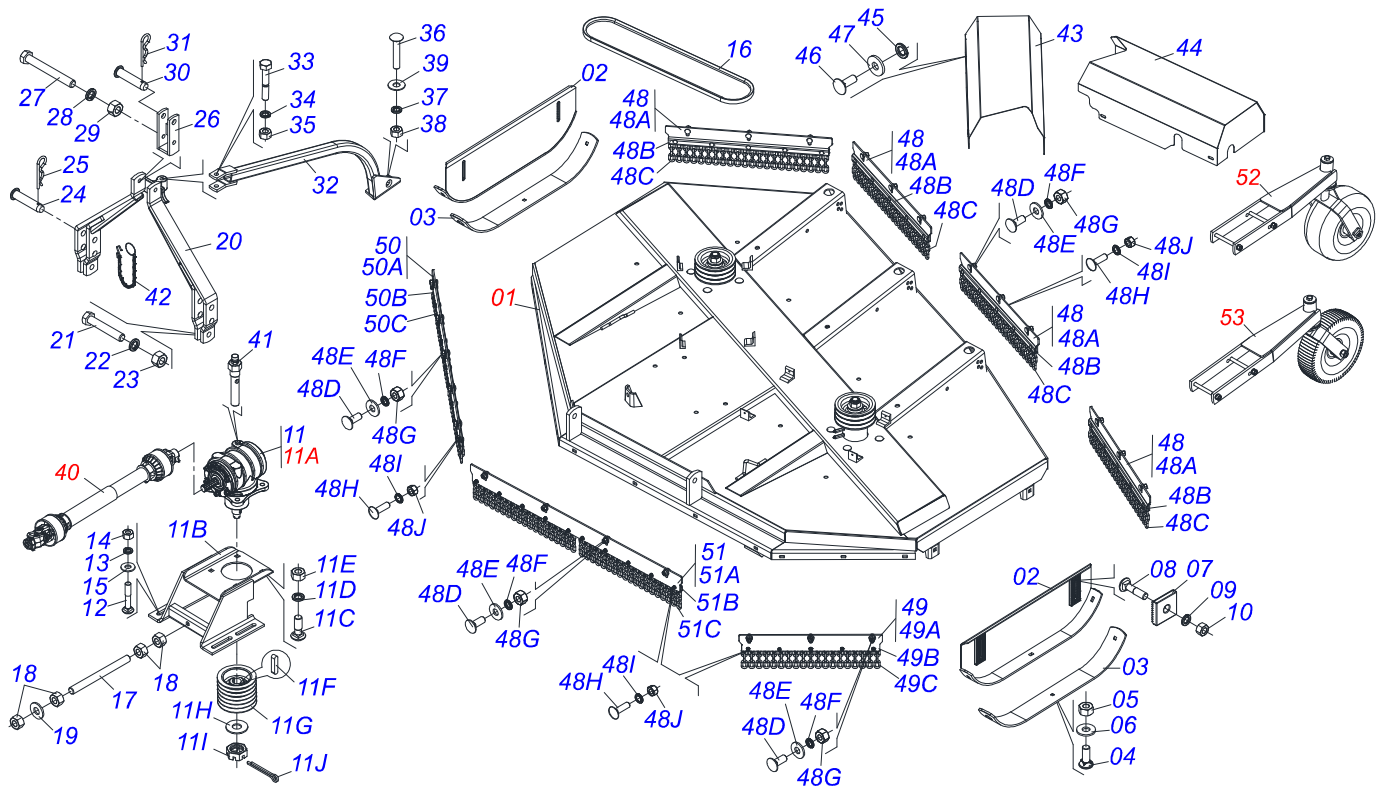 31
30
27
28
29
26
25
24
20
42
21
22
23
33
34
35
32
36
39
37
38
02
03
16
46
47
45
43
44
48
48A
48B
48C
48
48A
48B
48C
48D
48F
48E
48G
48J
48I
48H
48
48A
48B
48C
52
53
50
50A
50B
50C
01
48E
48F
48D
48G
48I
48H
48J
41
11
11A
40
11B
14
13
15
12
11E
11D
11C
18
17
18
19
11F
11H
11G
11I
11J
48
48A
48B
48C
51
51A
51B
51C
48F
48E
48D
48G
49
49A
49B
49C
48I
48H
48J
48E
48F
48D
48G
02
08
07
09
10
03
05
06
04